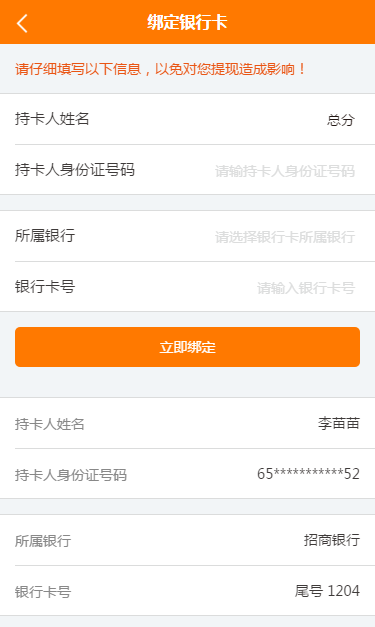 绑定银行卡
请仔细填写以下信息，以免对您提现造成影响！
持卡人姓名 总分
持卡人身份证号码 请输持卡人身份证号码
所属银行 请选择银行卡所属银行
银行卡号 请输入银行卡号
立即绑定
持卡人姓名 李苗苗
持卡人身份证号码 65***********52
所属银行 招商银行
银行卡号 尾号 1204